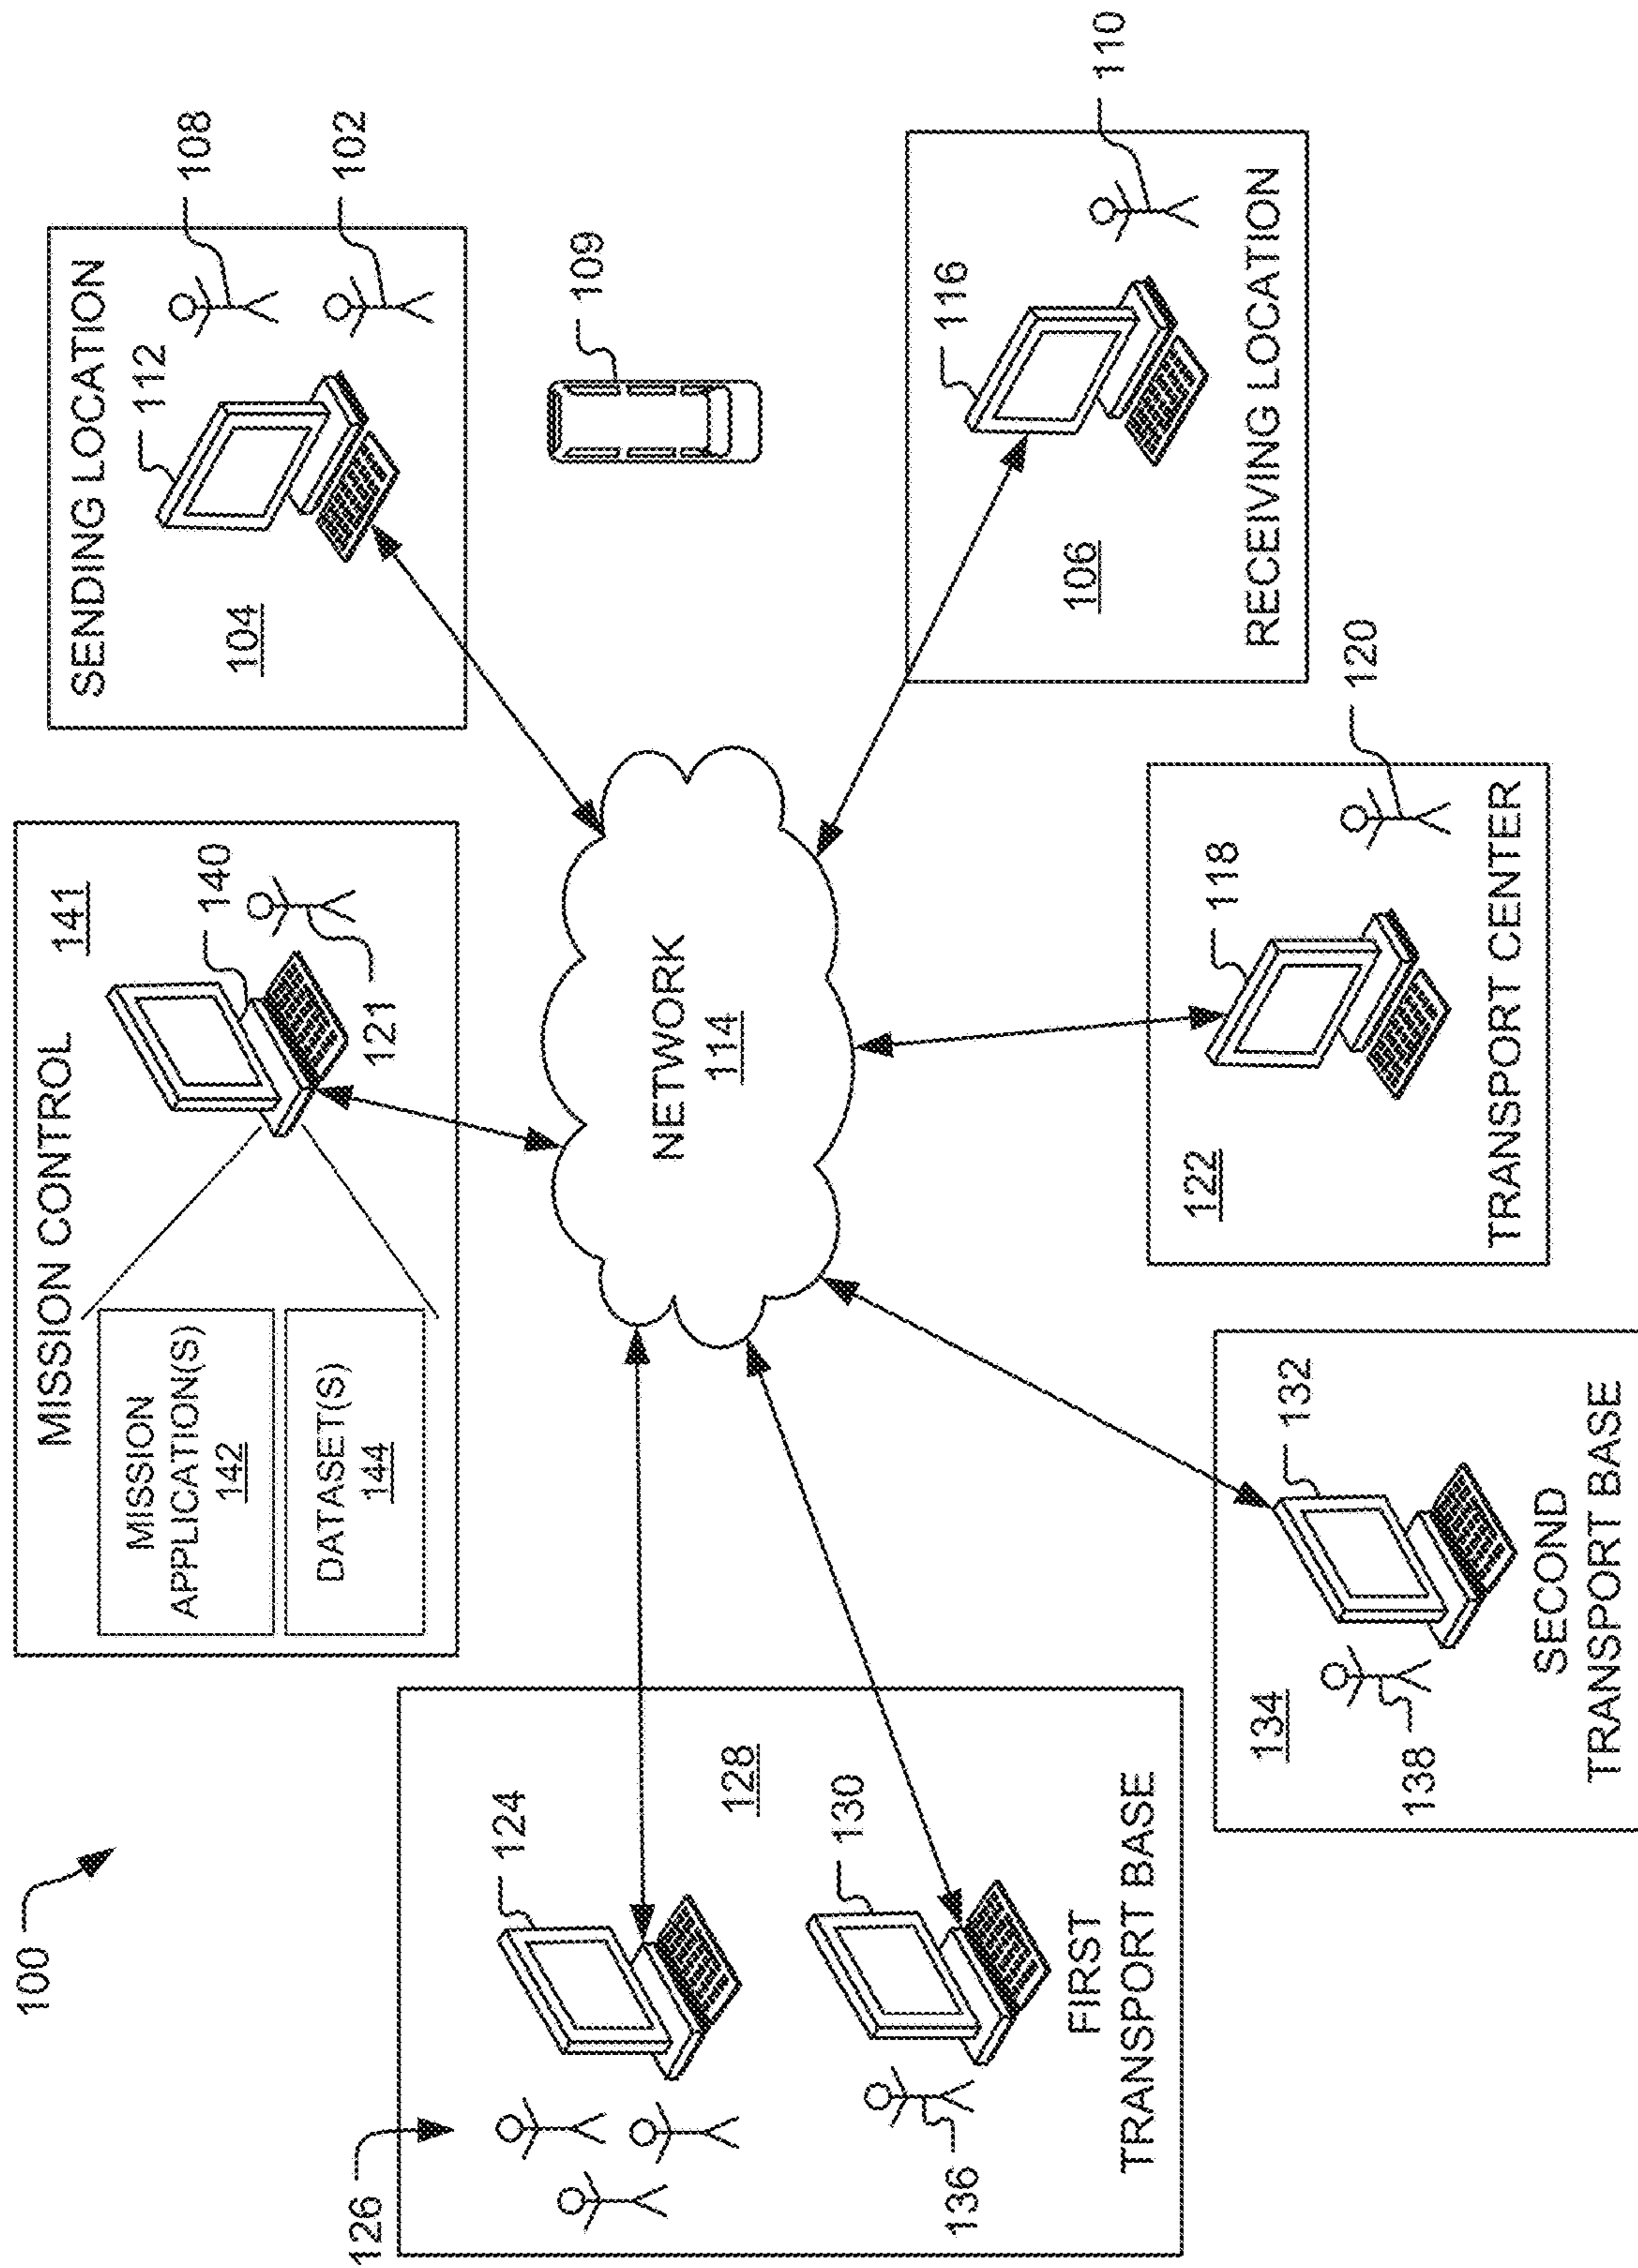 100
MISSION CONTROL
141
MISSION
APPLICATION(S)
142
DATASET(S)
144
140
121
SENDING LOCATION
104
112
108
102
109
126
124
128
130
136
FIRST
TRANSPORT BASE
NETWORK
114
134
132
138
SECOND
TRANSPORT BASE
122
118
120
TRANSPORT CENTER
106
116
110
RECEIVING LOCATION